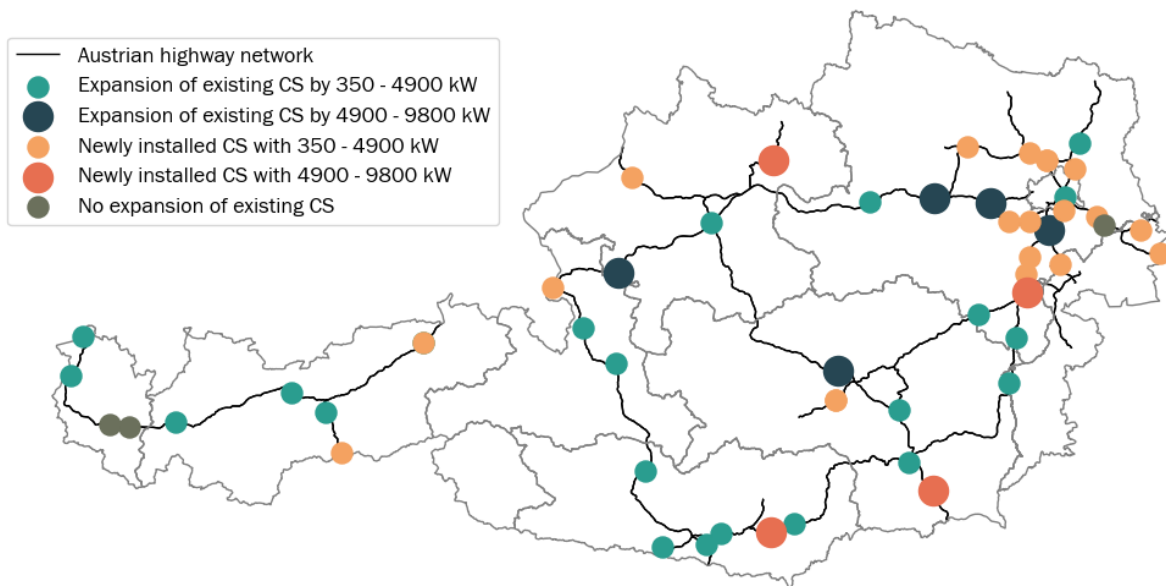 Austrian highway network
Expansion of existing CS by 350 - 4900 kW
Expansion of existing CS by 4900 - 9800 kW
Newly installed CS with 350 - 4900 kW
Newly installed CS with 4900 - 9800 kW
No expansion of existing CS